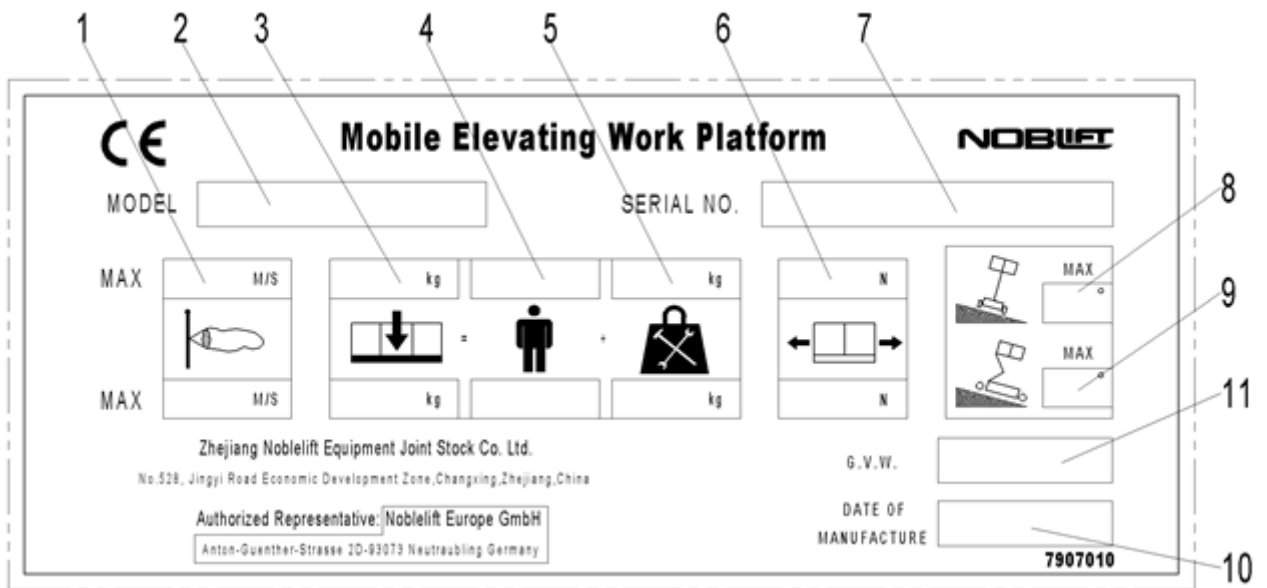 1 2 3 4 5 6 7
CE Mobile Elevating Work Platform NOBLIFT
MODEL SERIAL NO.
8
MAX M/S kg kg N MAX
°
9
= +
MAX
°
MAX M/S kg kg N
11
Zhejiang Noblelift Equipment Joint Stock Co. Ltd.
G.V.W.
No.528, Jingyi Road Economic Development Zone,Changxing,Zhejiang,China
DATE OF
Authorized Representative: Noblelift Europe GmbH
MANUFACTURE
Anton-Guenther-Strasse 2D-93073 Neutraubling Germany
7907010
10